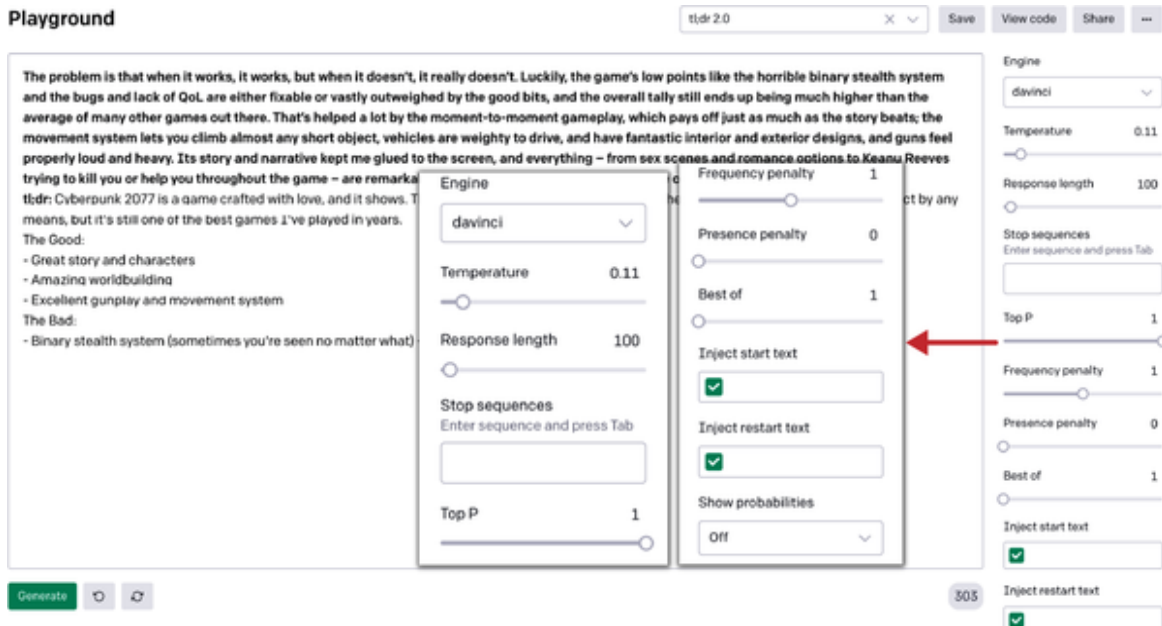 Playground
tl;dr 2.0
Save
View code
Share
...
The problem is that when it works, it works, but when it doesn't, it really doesn't. Luckily, the game's low points like the horrible binary stealth system
and the bugs and lack of QoL are either fixable or vastly outweighed by the good bits, and the overall tally still ends up being much higher than the
average of many other games out there. That's helped a lot by the moment-to-moment gameplay, which pays off just as much as the story beats; the
movement system lets you climb almost any short object, vehicles are weighty to drive, and have fantastic interior and exterior designs, and guns feel
properly loud and heavy. Its story and narrative kept me glued to the screen, and everything – from sex scenes and romance options to Keanu Reeves
trying to kill you or help you throughout the game – are remarka
tl;dr: Cyberpunk 2077 is a game crafted with love, and it shows. T
ct by any
means, but it's still one of the best games I've played in years.
The Good:
- Great story and characters
- Amazing worldbuilding
- Excellent gunplay and movement system
The Bad:
- Binary stealth system (sometimes you're seen no matter what)
Engine
davinci
Temperature 0.11
Response length 100
Stop sequences
Enter sequence and press Tab
Top P 1
Frequency penalty 1
Presence penalty 0
Best of 1
Inject start text
Inject restart text
Show probabilities
Off
Engine
davinci
Temperature 0.11
Response length 100
Stop sequences
Enter sequence and press Tab
Top P 1
Frequency penalty 1
Presence penalty 0
Best of 1
Inject start text
Inject restart text
Generate
303